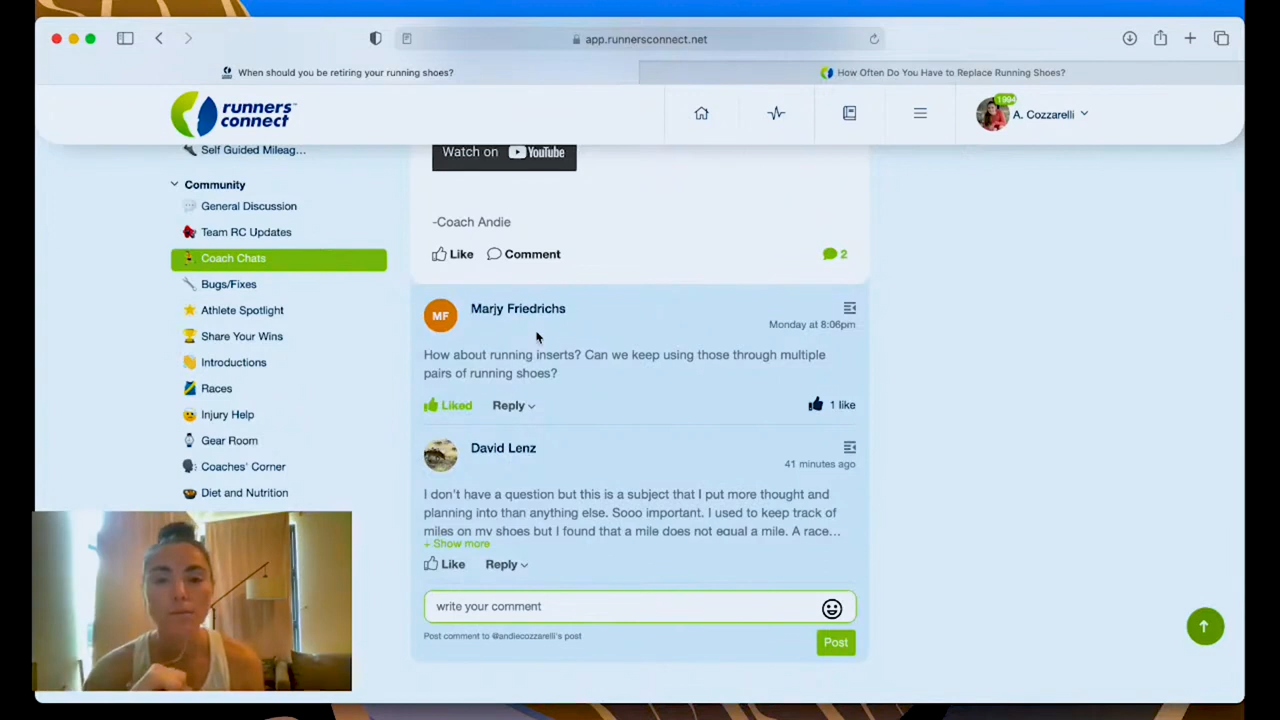 app.runnersconnect.net
When should you be retiring your running shoes?
How Often Do You Have to Replace Running Shoes?
runners
connect™
1994
A. Cozzarelli
Self Guided Mileag...
Community
General Discussion
Team RC Updates
Coach Chats
Bugs/Fixes
Athlete Spotlight
Share Your Wins
Introductions
Races
Injury Help
Gear Room
Coaches' Corner
Diet and Nutrition
Watch on YouTube
-Coach Andie
Like Comment 2
MF Marjy Friedrichs
Monday at 8:06pm
How about running inserts? Can we keep using those through multiple
pairs of running shoes?
Liked Reply 1 like
David Lenz
41 minutes ago
I don't have a question but this is a subject that I put more thought and
planning into than anything else. Sooo important. I used to keep track of
miles on my shoes but I found that a mile does not equal a mile. A race...
+ Show more
Like Reply
write your comment
Post comment to @andiecozzarelli's post
Post